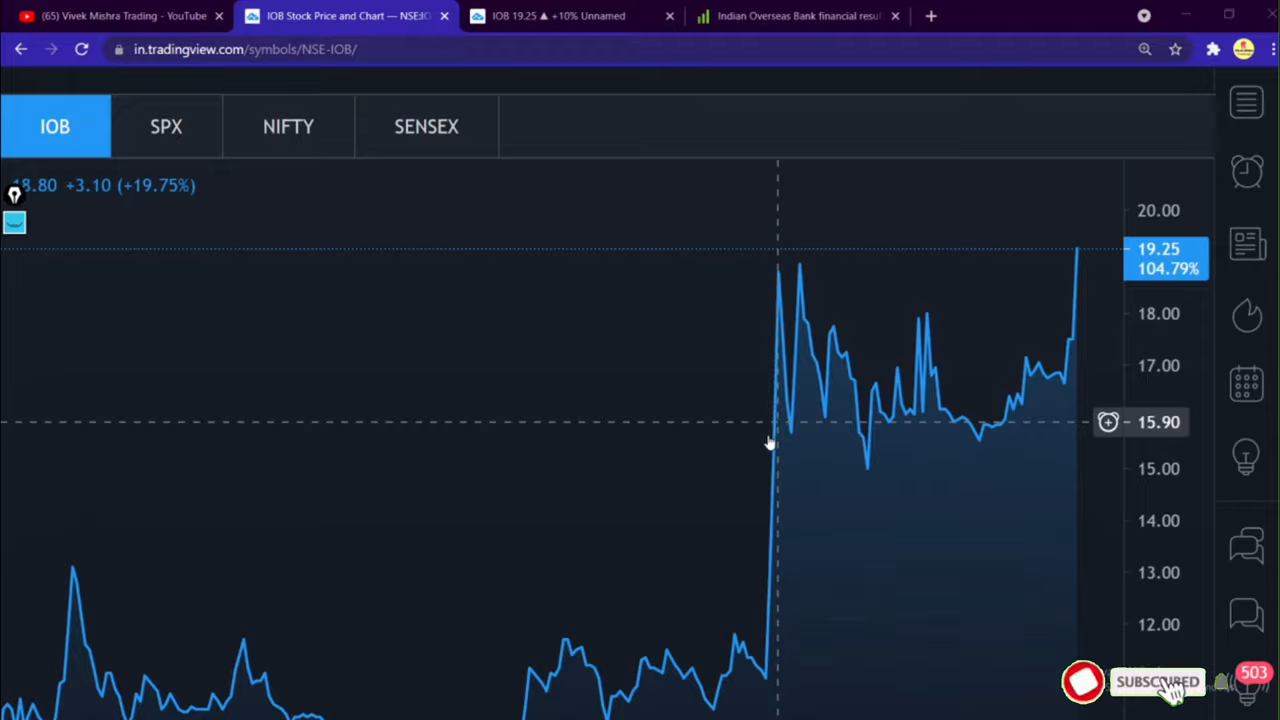 (65) Vivek Mishra Trading - YouTube
IOB Stock Price and Chart — NSE:IO
IOB 19.25 ▲ +10% Unnamed
Indian Overseas Bank financial resul
in.tradingview.com/symbols/NSE-IOB/
IOB
SPX
NIFTY
SENSEX
18.80 +3.10 (+19.75%)
20.00
19.25
104.79%
18.00
17.00
15.90
15.00
14.00
13.00
12.00
SUBSCRIBED
503